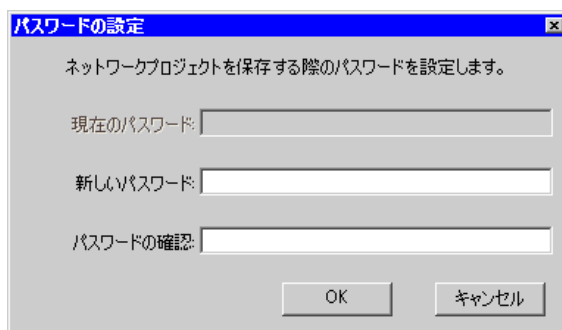 パスワードの設定
ネットワークプロジェクトを保存する際のパスワードを設定します。
現在のパスワード:
新しいパスワード:
パスワードの確認:
OK
キャンセル